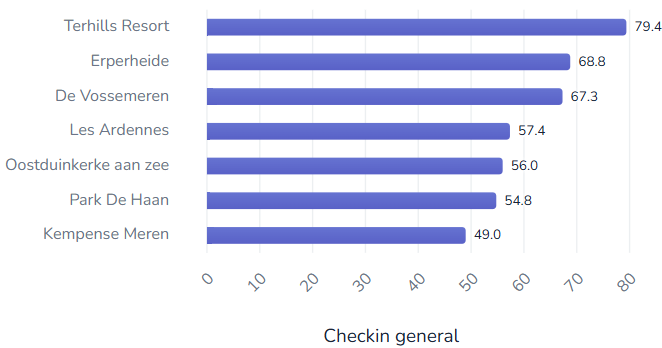 Terhills Resort 79.4
Erperheide 68.8
De Vossemeren 67.3
Les Ardennes 57.4
Oostduinkerke aan zee 56.0
Park De Haan 54.8
Kempense Meren 49.0
0 10 20 30 40 50 60 70 80
Checkin general